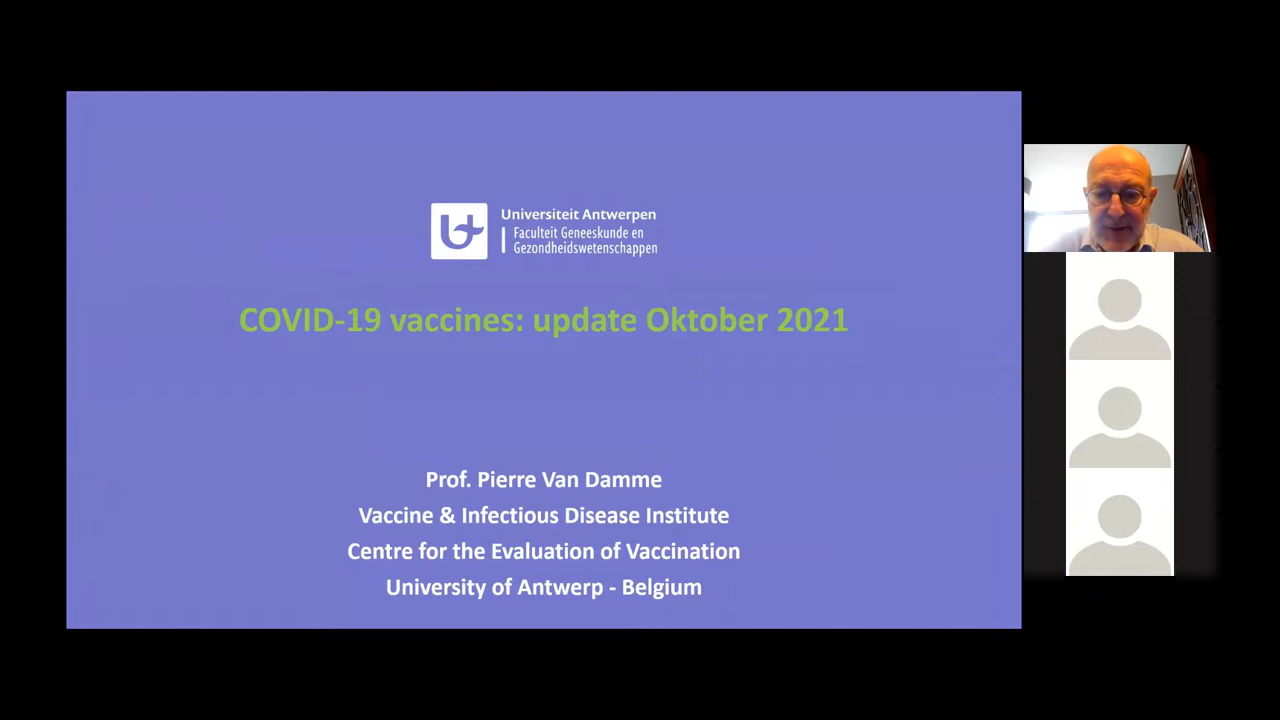 Universiteit Antwerpen
Faculteit Geneeskunde en
Gezondheidswetenschappen
COVID-19 vaccines: update Oktober 2021
Prof. Pierre Van Damme
Vaccine & Infectious Disease Institute
Centre for the Evaluation of Vaccination
University of Antwerp - Belgium